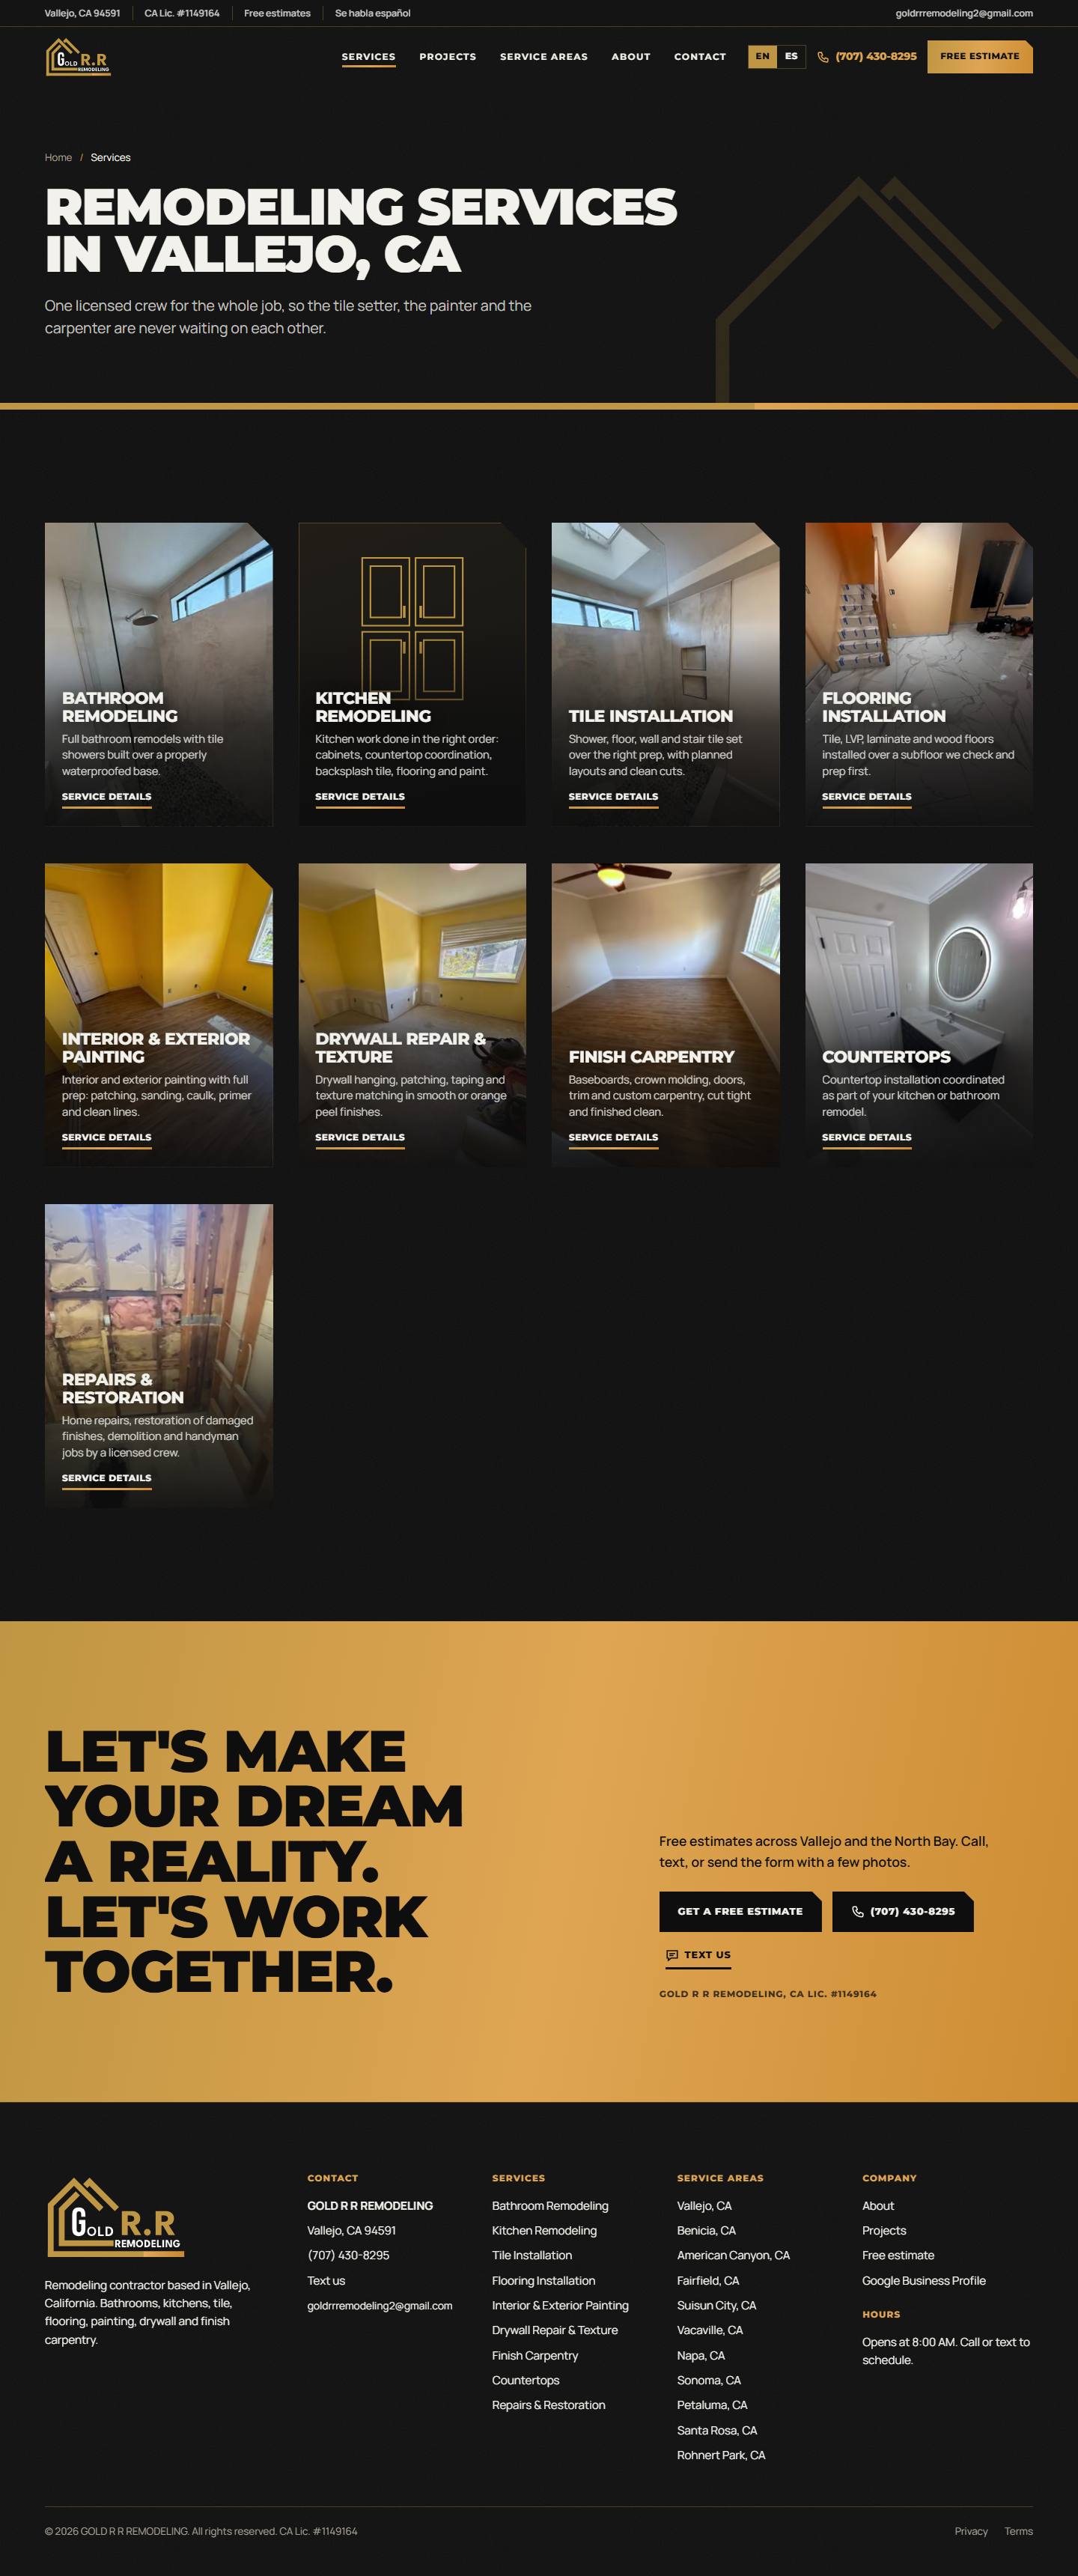 Vallejo, CA 94591
CA Lic. #1149164
Free estimates
Se habla español
goldrrremodeling2@gmail.com
GOLD R.R
REMODELING
SERVICES
PROJECTS
SERVICE AREAS
ABOUT
CONTACT
EN
ES
(707) 430-8295
FREE ESTIMATE
Home / Services
REMODELING SERVICES
IN VALLEJO, CA
One licensed crew for the whole job, so the tile setter, the painter and the
carpenter are never waiting on each other.
BATHROOM
REMODELING
Full bathroom remodels with tile
showers built over a properly
waterproofed base.
SERVICE DETAILS
KITCHEN
REMODELING
Kitchen work done in the right order:
cabinets, countertop coordination,
backsplash tile, flooring and paint.
SERVICE DETAILS
TILE INSTALLATION
Shower, floor, wall and stair tile set
over the right prep, with planned
layouts and clean cuts.
SERVICE DETAILS
FLOORING
INSTALLATION
Tile, LVP, laminate and wood floors
installed over a subfloor we check and
prep first.
SERVICE DETAILS
INTERIOR & EXTERIOR
PAINTING
Interior and exterior painting with full
prep: patching, sanding, caulk, primer
and clean lines.
SERVICE DETAILS
DRYWALL REPAIR &
TEXTURE
Drywall hanging, patching, taping and
texture matching in smooth or orange
peel finishes.
SERVICE DETAILS
FINISH CARPENTRY
Baseboards, crown molding, doors,
trim and custom carpentry, cut tight
and finished clean.
SERVICE DETAILS
COUNTERTOPS
Countertop installation coordinated
as part of your kitchen or bathroom
remodel.
SERVICE DETAILS
REPAIRS &
RESTORATION
Home repairs, restoration of damaged
finishes, demolition and handyman
jobs by a licensed crew.
SERVICE DETAILS
LET'S MAKE
YOUR DREAM
A REALITY.
LET'S WORK
TOGETHER.
Free estimates across Vallejo and the North Bay. Call,
text, or send the form with a few photos.
GET A FREE ESTIMATE
(707) 430-8295
TEXT US
GOLD R R REMODELING, CA LIC. #1149164
GOLD R.R
REMODELING
Remodeling contractor based in Vallejo,
California. Bathrooms, kitchens, tile,
flooring, painting, drywall and finish
carpentry.
CONTACT
GOLD R R REMODELING
Vallejo, CA 94591
(707) 430-8295
Text us
goldrrremodeling2@gmail.com
SERVICES
Bathroom Remodeling
Kitchen Remodeling
Tile Installation
Flooring Installation
Interior & Exterior Painting
Drywall Repair & Texture
Finish Carpentry
Countertops
Repairs & Restoration
SERVICE AREAS
Vallejo, CA
Benicia, CA
American Canyon, CA
Fairfield, CA
Suisun City, CA
Vacaville, CA
Napa, CA
Sonoma, CA
Petaluma, CA
Santa Rosa, CA
Rohnert Park, CA
COMPANY
About
Projects
Free estimate
Google Business Profile
HOURS
Opens at 8:00 AM. Call or text to
schedule.
© 2026 GOLD R R REMODELING. All rights reserved. CA Lic. #1149164
Privacy
Terms